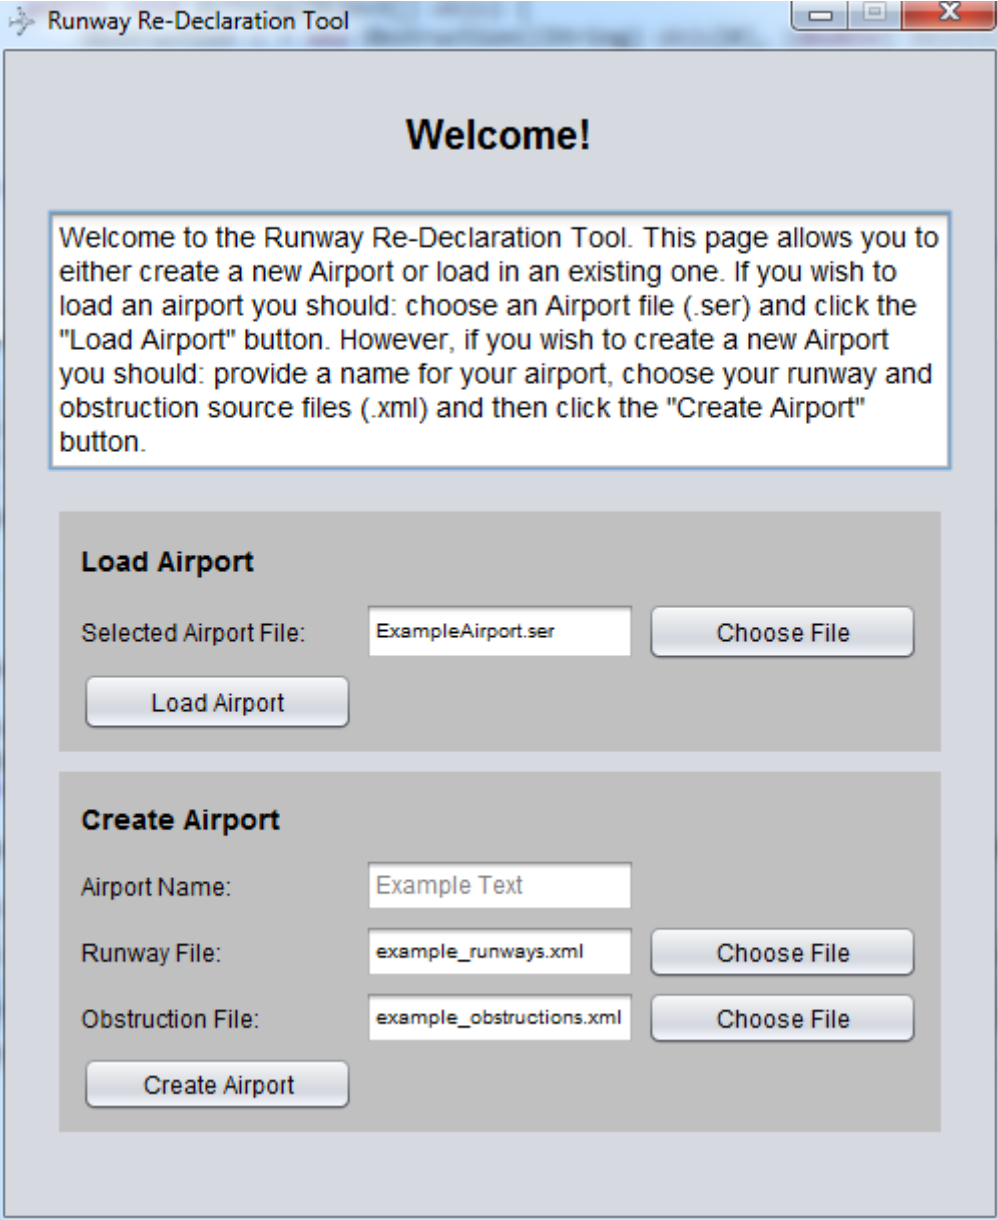 Runway Re-Declaration Tool
Welcome!
Welcome to the Runway Re-Declaration Tool. This page allows you to
either create a new Airport or load in an existing one. If you wish to
load an airport you should: choose an Airport file (.ser) and click the
"Load Airport" button. However, if you wish to create a new Airport
you should: provide a name for your airport, choose your runway and
obstruction source files (.xml) and then click the "Create Airport"
button.
Load Airport
Selected Airport File: ExampleAirport.ser Choose File
Load Airport
Create Airport
Airport Name: Example Text
Runway File: example_runways.xml Choose File
Obstruction File: example_obstructions.xml Choose File
Create Airport